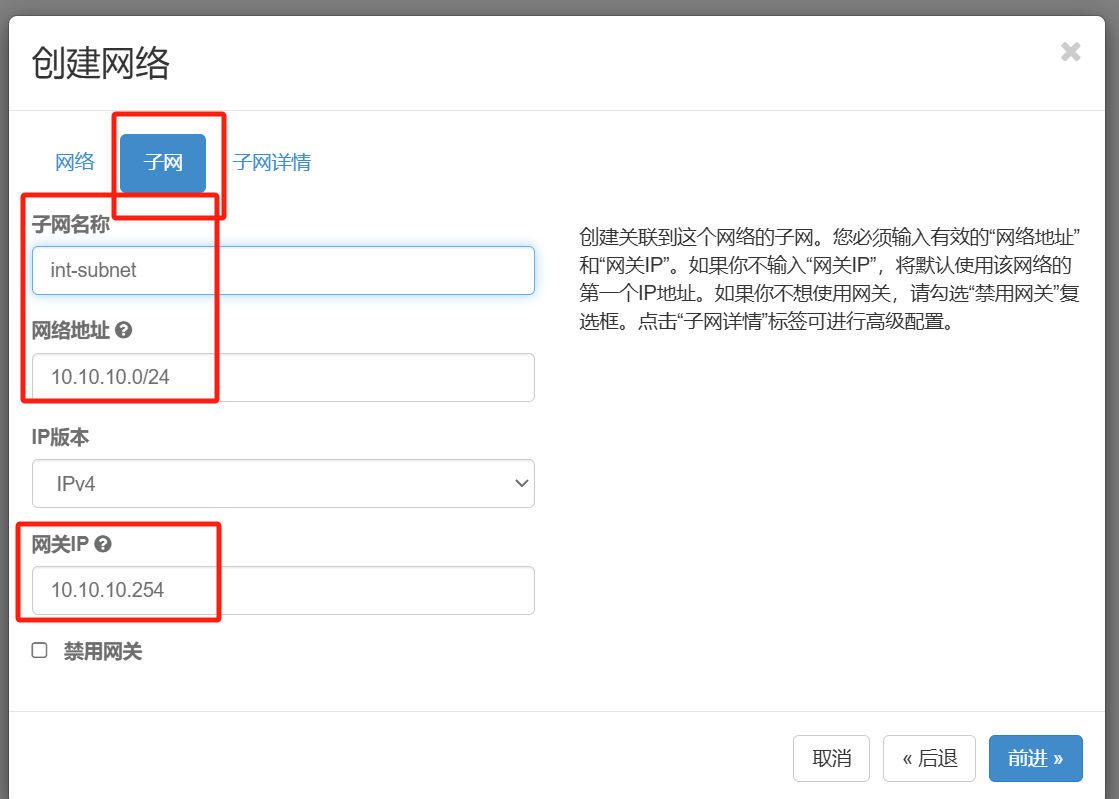 创建网络
网络 子网 子网详情
子网名称
int-subnet
网络地址
10.10.10.0/24
IP版本
IPv4
网关IP
10.10.10.254
禁用网关
创建关联到这个网络的子网。您必须输入有效的“网络地址”
和“网关IP”。如果你不输入“网关IP”，将默认使用该网络的
第一个IP地址。如果你不想使用网关，请勾选“禁用网关”复
选框。点击“子网详情”标签可进行高级配置。
取消 « 后退 前进 »